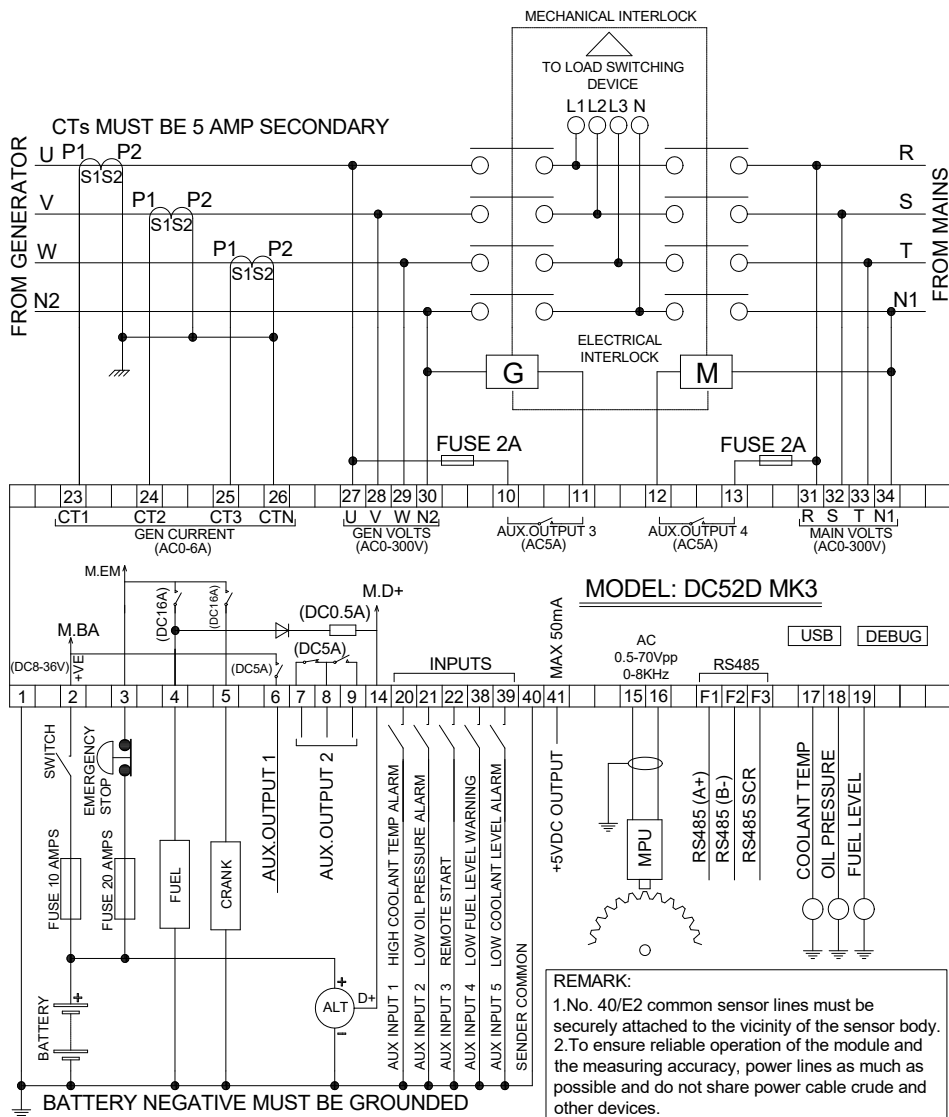 MECHANICAL INTERLOCK
TO LOAD SWITCHING
DEVICE
L1 L2 L3 N
CTs MUST BE 5 AMP SECONDARY
FROM GENERATOR
U P1 P2
S1S2
V P1 P2
S1S2
W P1 P2
S1S2
N2
R
S
T
N1
FROM MAINS
ELECTRICAL
INTERLOCK
G
M
FUSE 2A
FUSE 2A
23 24 25 26 27 28 29 30 10 11 12 13 31 32 33 34
CT1 CT2 CT3 CTN
GEN CURRENT
(AC0-6A)
U V W N2
GEN VOLTS
(AC0-300V)
AUX.OUTPUT 3
(AC5A)
AUX.OUTPUT 4
(AC5A)
R S T N1
MAIN VOLTS
(AC0-300V)
M.EM
M.BA
(DC8-36V)
+VE
(DC16A)
(DC16A)
(DC5A)
(DC0.5A)
(DC5A)
M.D+
INPUTS
MAX 50mA
MODEL: DC52D MK3
AC
0.5-70Vpp
0-8KHz
RS485
USB
DEBUG
1 2 3 4 5 6 7 8 9 14 20 21 22 38 39 40 41 15 16 F1 F2 F3 17 18 19
SWITCH
EMERGENCY
STOP
FUSE 10 AMPS
FUSE 20 AMPS
FUEL
CRANK
AUX.OUTPUT 1
AUX.OUTPUT 2
BATTERY
+
+
ALT
D+
−
AUX INPUT 1 HIGH COOLANT TEMP ALARM
AUX INPUT 2 LOW OIL PRESSURE ALARM
AUX INPUT 3 REMOTE START
AUX INPUT 4 LOW FUEL LEVEL WARNING
AUX INPUT 5 LOW COOLANT LEVEL ALARM
SENDER COMMON
+5VDC OUTPUT
MPU
RS485 (A+)
RS485 (B-)
RS485 SCR
COOLANT TEMP
OIL PRESSURE
FUEL LEVEL
BATTERY NEGATIVE MUST BE GROUNDED
REMARK:
1.No. 40/E2 common sensor lines must be
securely attached to the vicinity of the sensor body.
2.To ensure reliable operation of the module and
the measuring accuracy, power lines as much as
possible and do not share power cable crude and
other devices.